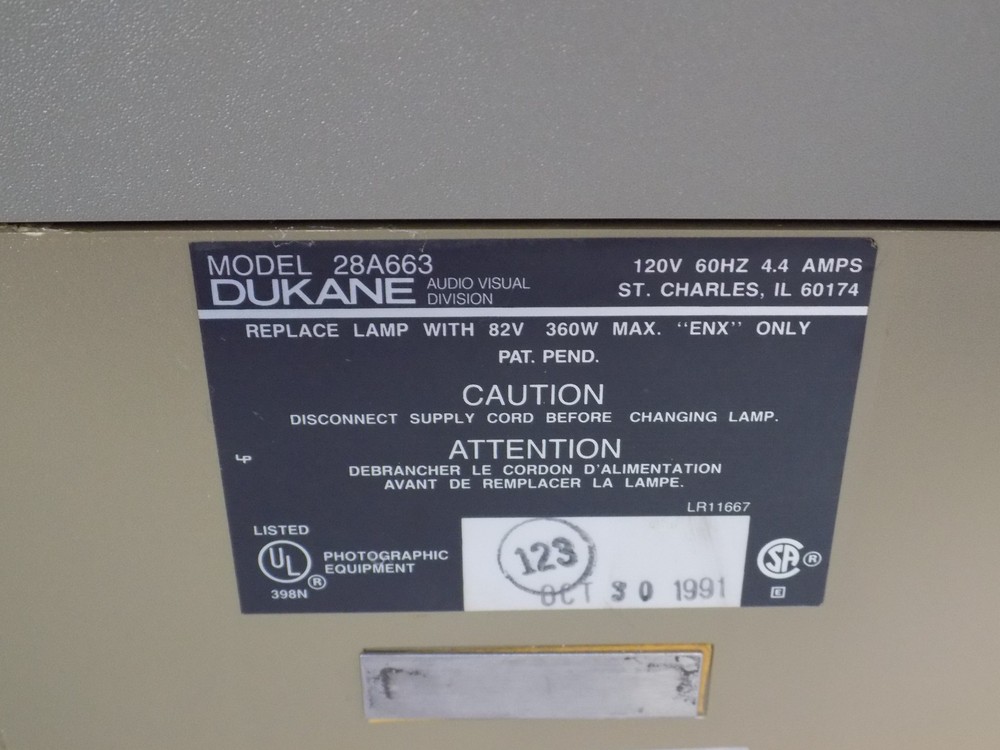 MODEL 28A663
DUKANE AUDIO VISUAL DIVISION
120V 60HZ 4.4 AMPS
ST. CHARLES, IL 60174
REPLACE LAMP WITH 82V 360W MAX. "ENX" ONLY
PAT. PEND.
CAUTION
DISCONNECT SUPPLY CORD BEFORE CHANGING LAMP.
ATTENTION
DEBRANCHER LE CORDON D'ALIMENTATION
AVANT DE REMPLACER LA LAMPE.
LR11667
LISTED
UL ®
398N
PHOTOGRAPHIC
EQUIPMENT
123
OCT 30 1991
SA ®
E